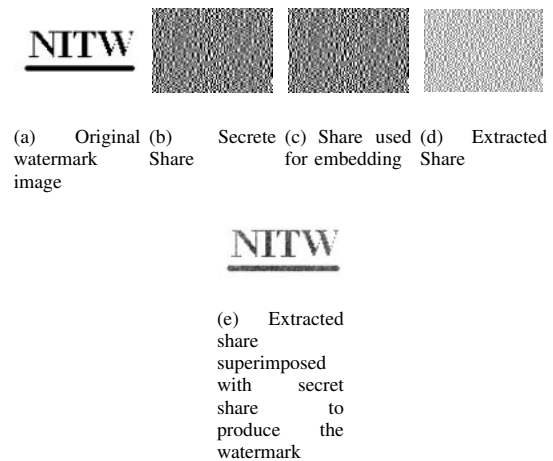 NITW
(a) Original watermark image
(b) Secrete Share
(c) Share used for embedding
(d) Extracted Share
NITW
(e) Extracted
share
superimposed
with secret
share to
produce the
watermark